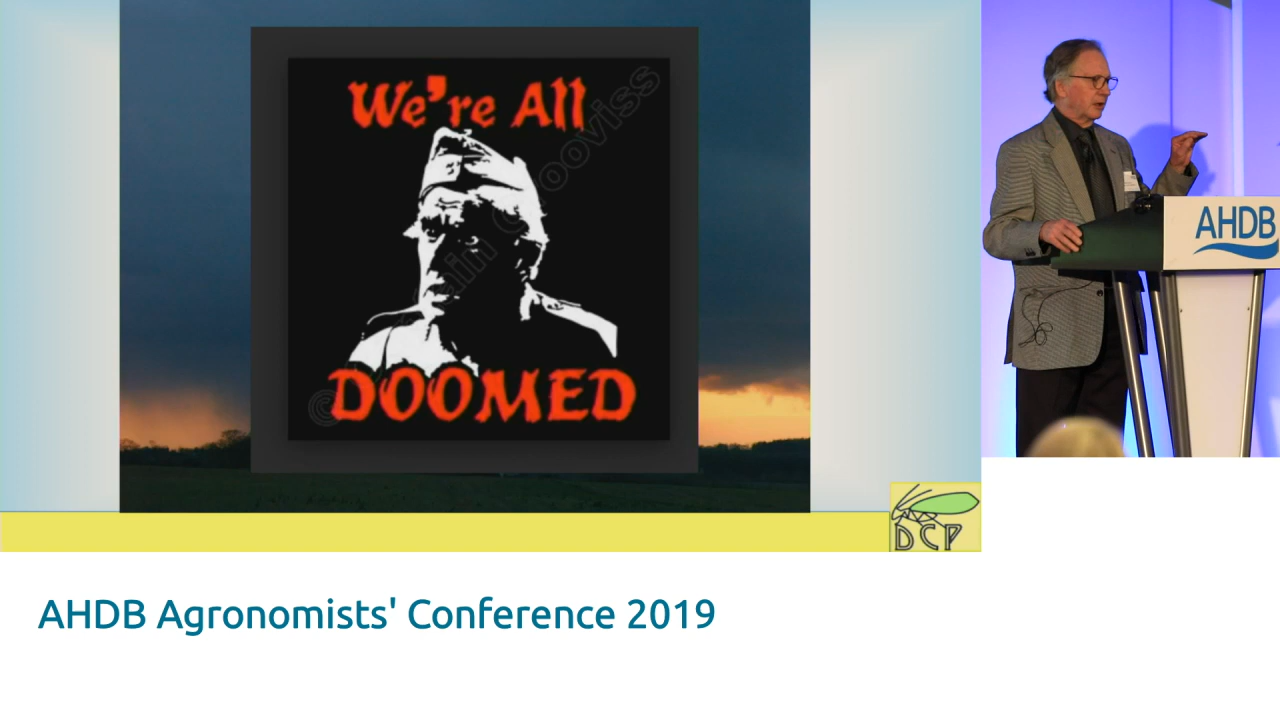 We're All
DOOMED
AHDB
DCP
AHDB Agronomists' Conference 2019